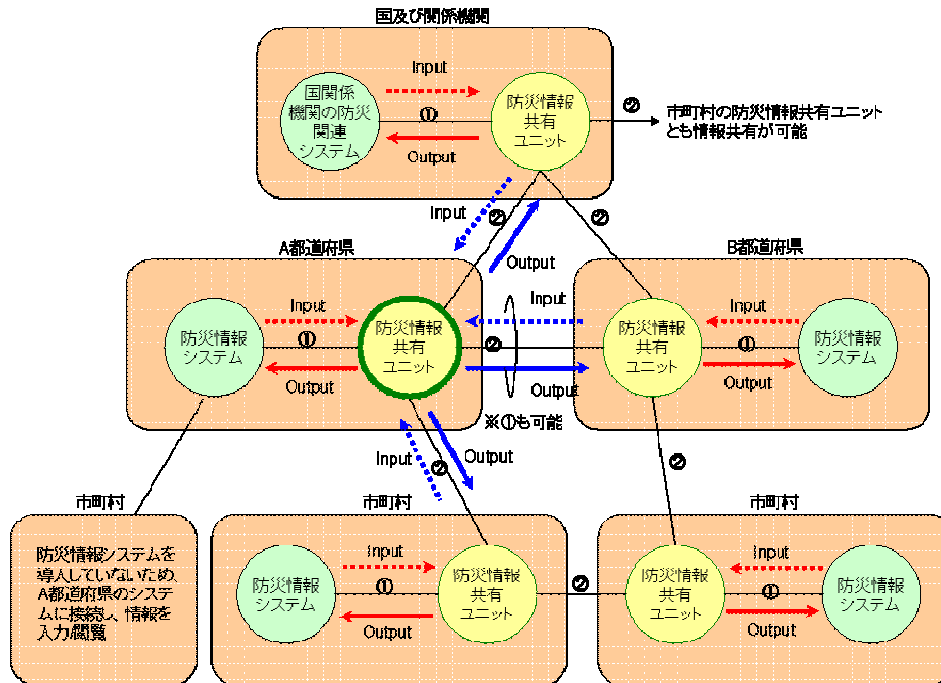 国及び関係機関
国関係
機関の防災
関連
システム
Input
①
Output
防災情報
共有
ユニット
②
市町村の防災情報共有ユニット
とも情報共有が可能
Input
②
Output
②
A都道府県
防災情報
システム
Input
①
Output
防災情報
共有
ユニット
Input
②
Output
※①も可能
B都道府県
防災情報
共有
ユニット
Input
①
Output
防災情報
システム
Input
②
Output
②
市町村
防災情報システムを
導入していないため、
A都道府県のシステ
ムに接続し、情報を
入力/閲覧
市町村
防災情報
システム
Input
①
Output
防災情報
共有
ユニット
②
市町村
防災情報
共有
ユニット
Input
①
Output
防災情報
システム